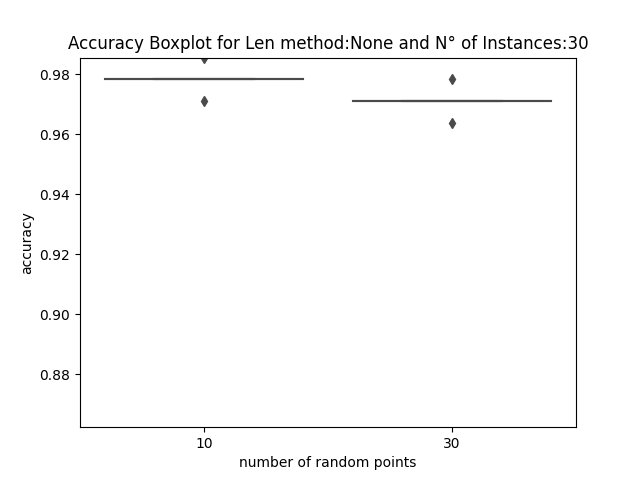 Accuracy Boxplot for Len method:None and N° of Instances:30
0.98
0.96
0.94
0.92
0.90
0.88
accuracy
10 30
number of random points